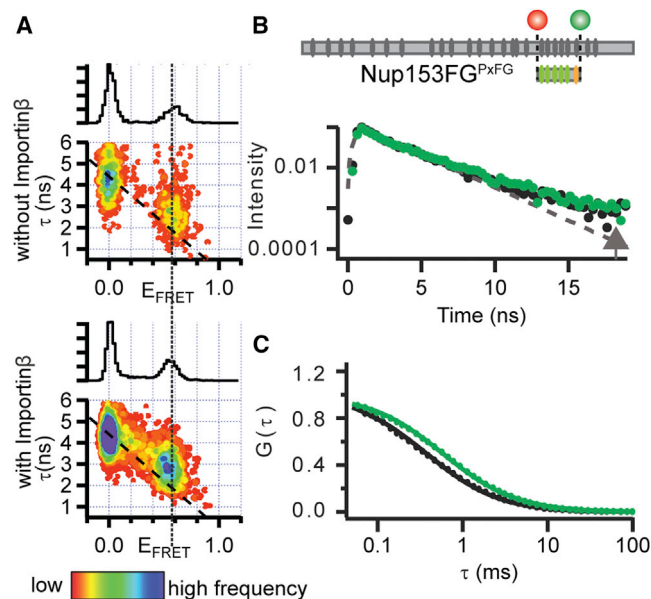 A
without Importinβ
τ (ns)
6
5
4
3
2
1
0.0
E_FRET
1.0
with Importinβ
τ(ns)
6
5
4
3
2
1
0.0
E_FRET
1.0
low
high frequency
B
Nup153FG^PxFG
Intensity
0.01
0.0001
0
5
10
15
Time (ns)
C
G (τ)
1.2
0.8
0.4
0.0
0.1
1
10
100
τ (ms)